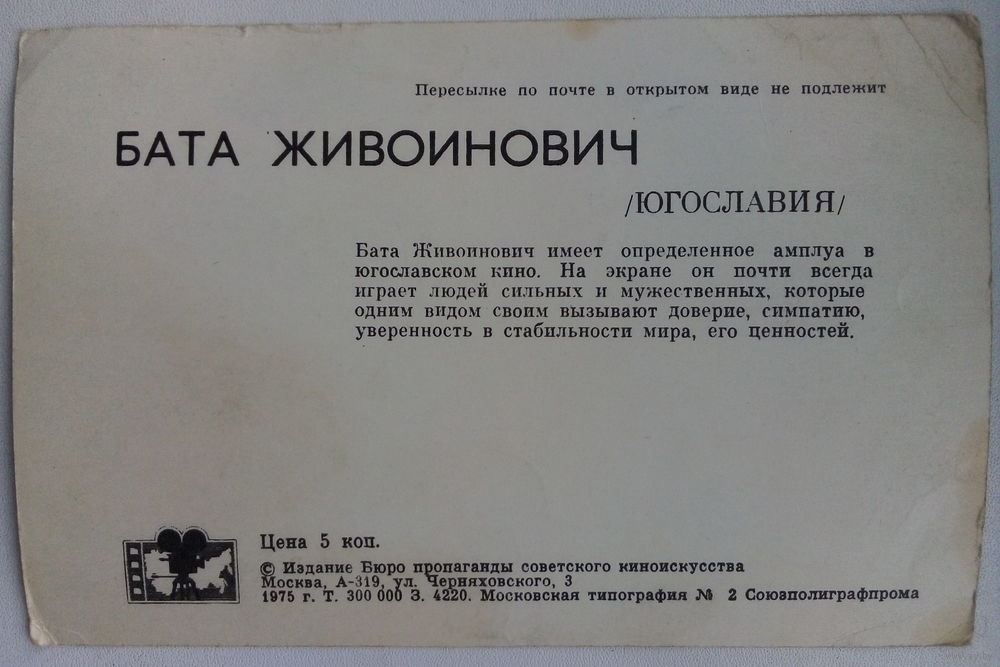 Пересылке по почте в открытом виде не подлежит
БАТА ЖИВОИНОВИЧ
/ЮГОСЛАВИЯ/
Бата Живоинович имеет определенное амплуа в
югославском кино. На экране он почти всегда
играет людей сильных и мужественных, которые
одним видом своим вызывают доверие, симпатию,
уверенность в стабильности мира, его ценностей.
Цена 5 коп.
© Издание Бюро пропаганды советского киноискусства
Москва, А-319, ул. Черняховского, 3
1975 г. Т. 300 000 З. 4220. Московская типография № 2 Союзполиграфпрома